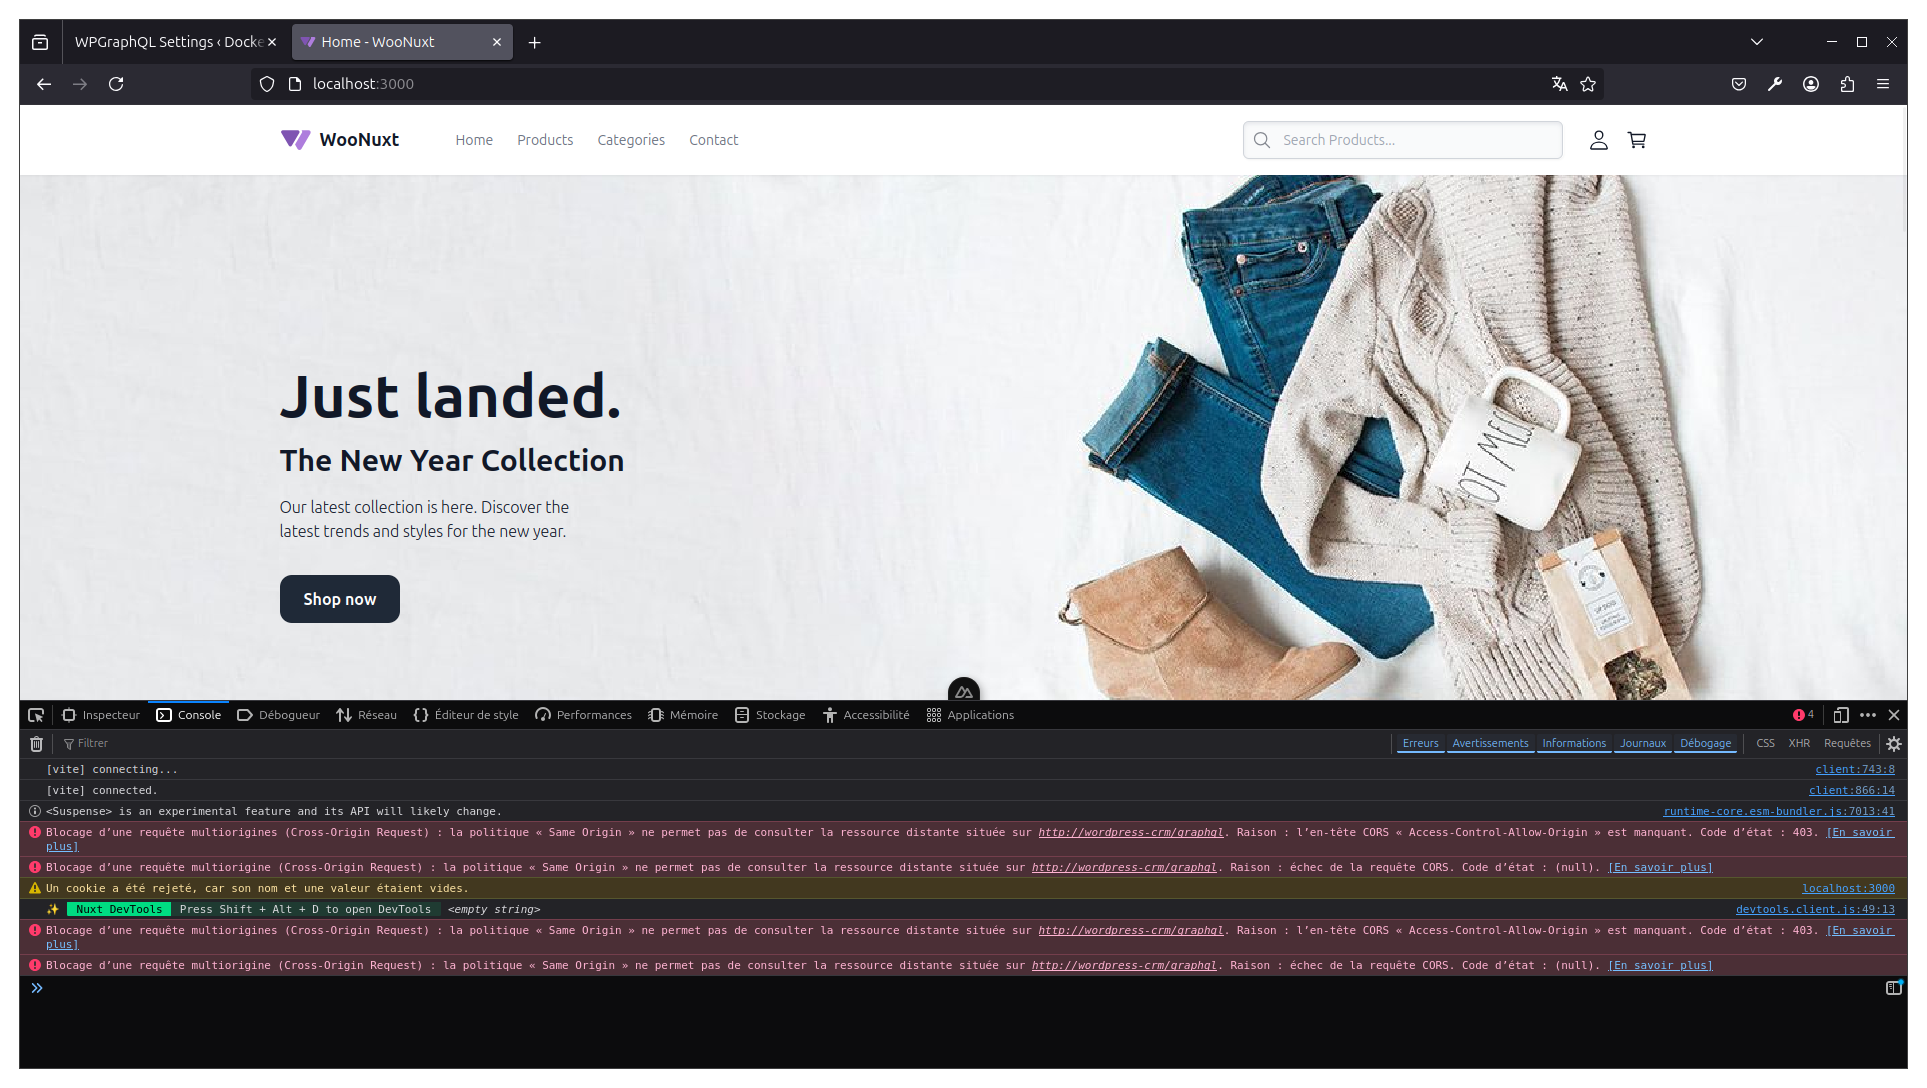 WPGraphQL Settings ‹ Docke
Home - WooNuxt
localhost:3000
WooNuxt
Home
Products
Categories
Contact
Search Products...
Just landed.
The New Year Collection
Our latest collection is here. Discover the
latest trends and styles for the new year.
Shop now
Inspecteur
Console
Débogueur
Réseau
Éditeur de style
Performances
Mémoire
Stockage
Accessibilité
Applications
4
Filtrer
Erreurs
Avertissements
Informations
Journaux
Débogage
CSS
XHR
Requêtes
[vite] connecting...
client:743:8
[vite] connected.
client:866:14
<Suspense> is an experimental feature and its API will likely change.
runtime-core.esm-bundler.js:7013:41
Blocage d’une requête multiorigines (Cross-Origin Request) : la politique « Same Origin » ne permet pas de consulter la ressource distante située sur http://wordpress-crm/graphql. Raison : l’en-tête CORS « Access-Control-Allow-Origin » est manquant. Code d’état : 403. [En savoir
plus]
Blocage d’une requête multiorigine (Cross-Origin Request) : la politique « Same Origin » ne permet pas de consulter la ressource distante située sur http://wordpress-crm/graphql. Raison : échec de la requête CORS. Code d’état : (null). [En savoir plus]
Un cookie a été rejeté, car son nom et une valeur étaient vides.
localhost:3000
✨ Nuxt DevTools Press Shift + Alt + D to open DevTools <empty string>
devtools.client.js:49:13
Blocage d’une requête multiorigines (Cross-Origin Request) : la politique « Same Origin » ne permet pas de consulter la ressource distante située sur http://wordpress-crm/graphql. Raison : l’en-tête CORS « Access-Control-Allow-Origin » est manquant. Code d’état : 403. [En savoir
plus]
Blocage d’une requête multiorigine (Cross-Origin Request) : la politique « Same Origin » ne permet pas de consulter la ressource distante située sur http://wordpress-crm/graphql. Raison : échec de la requête CORS. Code d’état : (null). [En savoir plus]